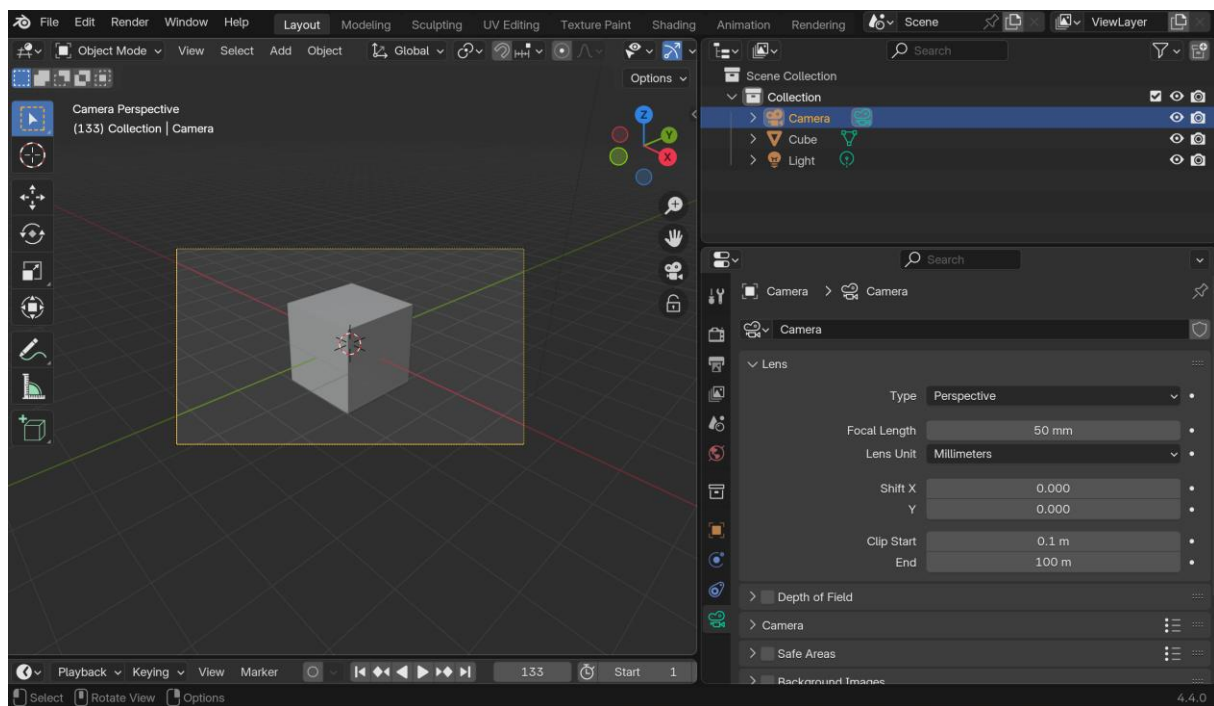 File Edit Render Window Help Layout Modeling Sculpting UV Editing Texture Paint Shading Animation Rendering Scene ViewLayer
Object Mode View Select Add Object Global Search
Options
Scene Collection
Collection
Camera
Cube
Light
Camera Perspective
(133) Collection | Camera
Z
Y
X
Search
Camera > Camera
Camera
Lens
Type Perspective
Focal Length 50 mm
Lens Unit Millimeters
Shift X 0.000
Y 0.000
Clip Start 0.1 m
End 100 m
Depth of Field
Camera
Safe Areas
Background Images
Playback Keying View Marker 133 Start 1
Select Rotate View Options 4.4.0